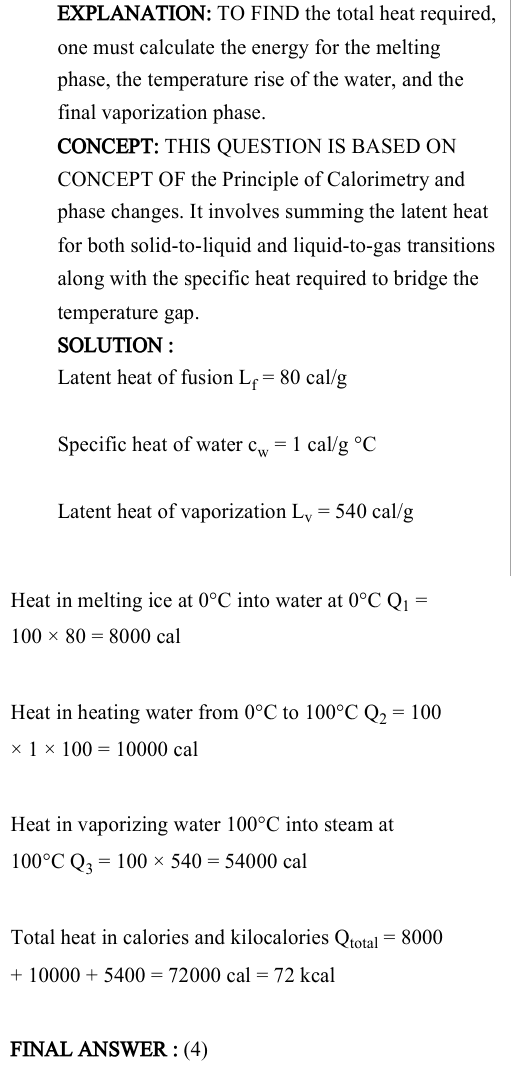 EXPLANATION: TO FIND the total heat required,
one must calculate the energy for the melting
phase, the temperature rise of the water, and the
final vaporization phase.
CONCEPT: THIS QUESTION IS BASED ON
CONCEPT OF the Principle of Calorimetry and
phase changes. It involves summing the latent heat
for both solid-to-liquid and liquid-to-gas transitions
along with the specific heat required to bridge the
temperature gap.
SOLUTION :
Latent heat of fusion L_f = 80 cal/g
Specific heat of water c_w = 1 cal/g °C
Latent heat of vaporization L_v = 540 cal/g
Heat in melting ice at 0°C into water at 0°C Q₁ =
100 × 80 = 8000 cal
Heat in heating water from 0°C to 100°C Q₂ = 100
× 1 × 100 = 10000 cal
Heat in vaporizing water 100°C into steam at
100°C Q₃ = 100 × 540 = 54000 cal
Total heat in calories and kilocalories Q_total = 8000
+ 10000 + 5400 = 72000 cal = 72 kcal
FINAL ANSWER : (4)